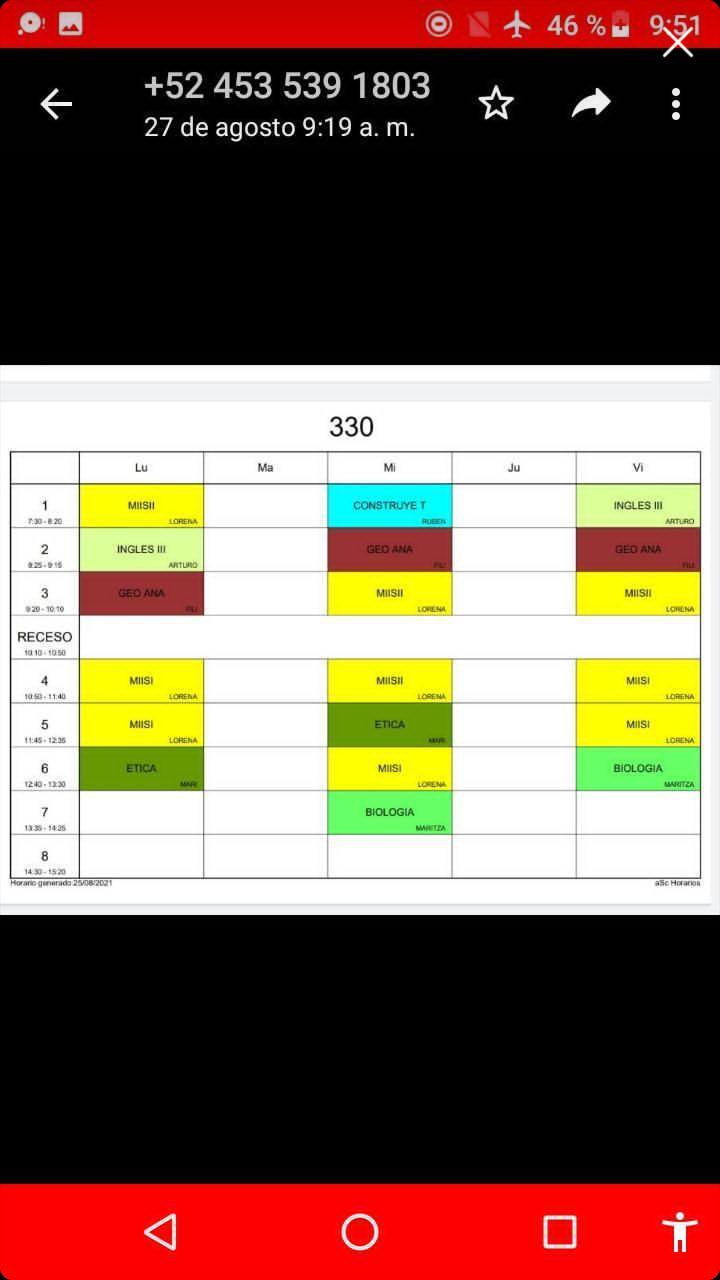 46 % 9:51
+52 453 539 1803
27 de agosto 9:19 a. m.
330
Lu Ma Mi Ju Vi
1 MIISII CONSTRUYE T INGLES III
7:30 - 8:20 LORENA RUBEN ARTURO
2 INGLES III GEO ANA GEO ANA
8:25 - 9:15 ARTURO FILI FILI
3 GEO ANA MIISII MIISII
9:20 - 10:10 FILI LORENA LORENA
RECESO
10:10 - 10:50
4 MIISI MIISII MIISI
10:50 - 11:40 LORENA LORENA LORENA
5 MIISI ETICA MIISI
11:45 - 12:35 LORENA MARI LORENA
6 ETICA MIISI BIOLOGIA
12:40 - 13:30 MARI LORENA MARITZA
7 BIOLOGIA
13:35 - 14:25 MARITZA
8
14:30 - 15:20
Horario generado:25/08/2021 aSc Horarios